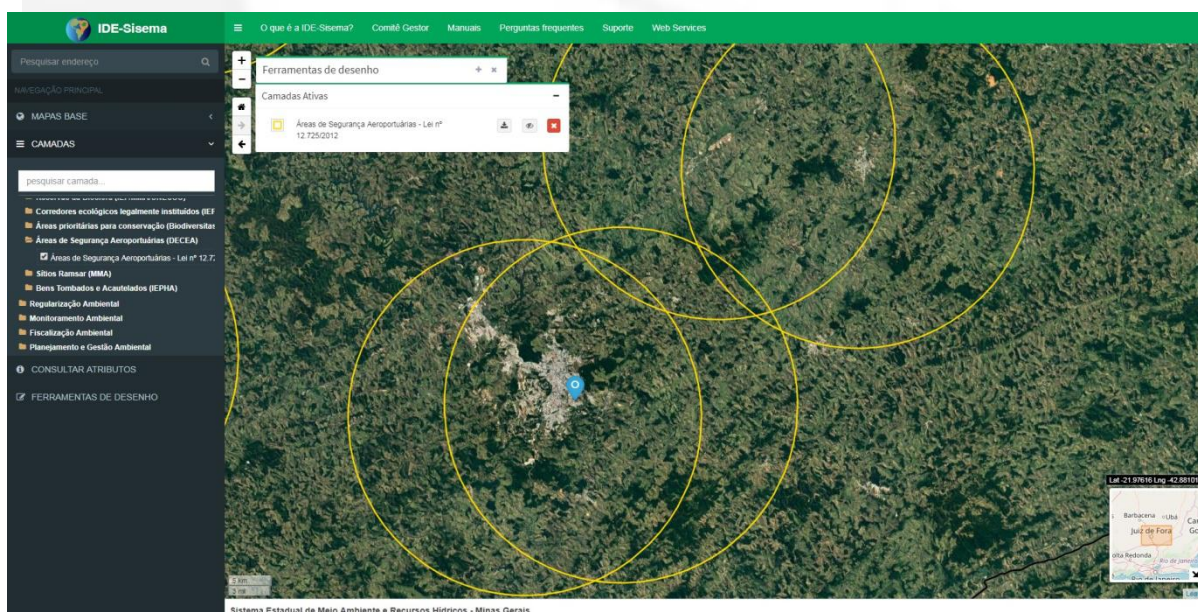 IDE-Sisema
O que é a IDE-Sisema? Comitê Gestor Manuais Perguntas frequentes Suporte Web Services
Pesquisar endereço
NAVEGAÇÃO PRINCIPAL
MAPAS BASE
CAMADAS
pesquisar camada...
Corredores ecológicos legalmente instituídos (IEF
Áreas prioritárias para conservação (Biodiversitas
Áreas de Segurança Aeroportuárias (DECEA)
Áreas de Segurança Aeroportuárias - Lei nº 12.7
Sítios Ramsar (MMA)
Bens Tombados e Acautelados (IEPHA)
Regularização Ambiental
Monitoramento Ambiental
Fiscalização Ambiental
Planejamento e Gestão Ambiental
CONSULTAR ATRIBUTOS
FERRAMENTAS DE DESENHO
+
−
Ferramentas de desenho
Camadas Ativas
Áreas de Segurança Aeroportuárias - Lei nº
12.725/2012
Lat -21.97616 Lng -42.88101
Barbacena Ubá
Juiz de Fora Go
olta Redonda
Rio de Janeiro
5 km
Sistema Estadual de Meio Ambiente e Recursos Hídricos - Minas Gerais